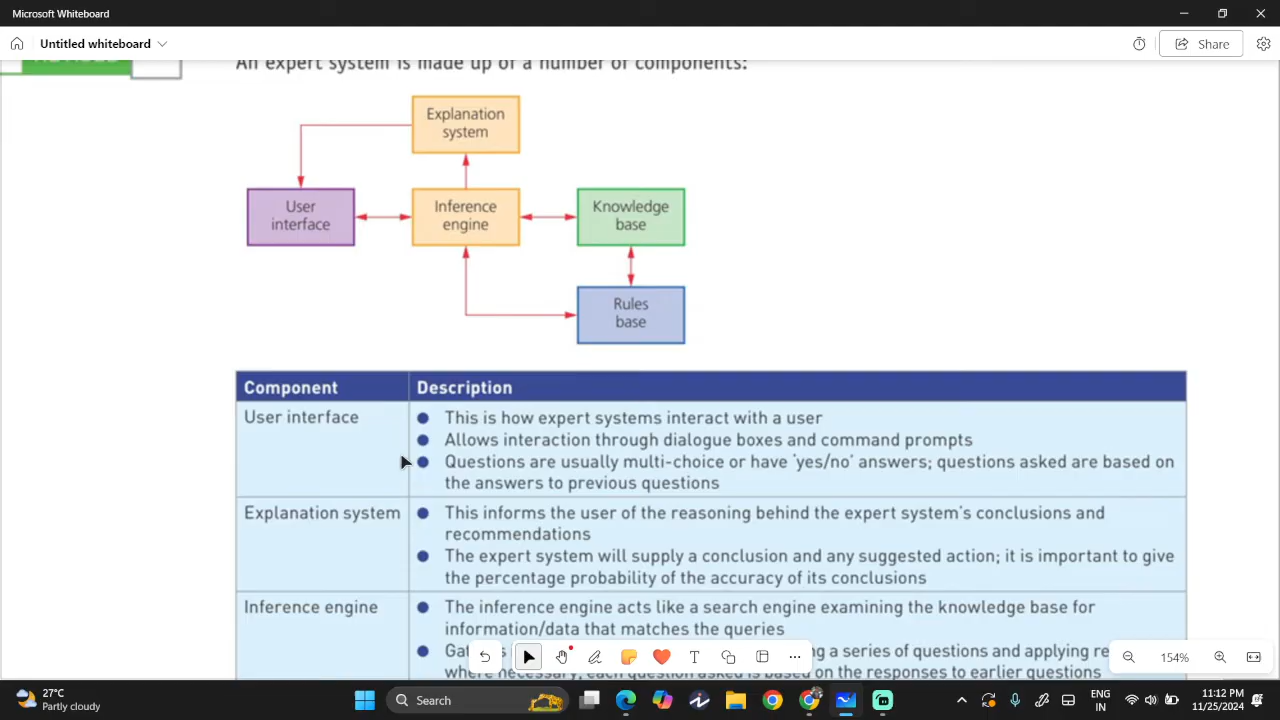 Microsoft Whiteboard
Untitled whiteboard
Share
An expert system is made up of a number of components:
Explanation
system
User
interface
Inference
engine
Knowledge
base
Rules
base
Component Description
User interface
This is how expert systems interact with a user
Allows interaction through dialogue boxes and command prompts
Questions are usually multi-choice or have 'yes/no' answers; questions asked are based on
the answers to previous questions
Explanation system
This informs the user of the reasoning behind the expert system's conclusions and
recommendations
The expert system will supply a conclusion and any suggested action; it is important to give
the percentage probability of the accuracy of its conclusions
Inference engine
The inference engine acts like a search engine examining the knowledge base for
information/data that matches the queries
g a series of questions and applying
where necessary; each question asked is based on the responses to earlier questions
154%
27°C
Partly cloudy
Search
ENG
IN
11:12 PM
11/25/2024